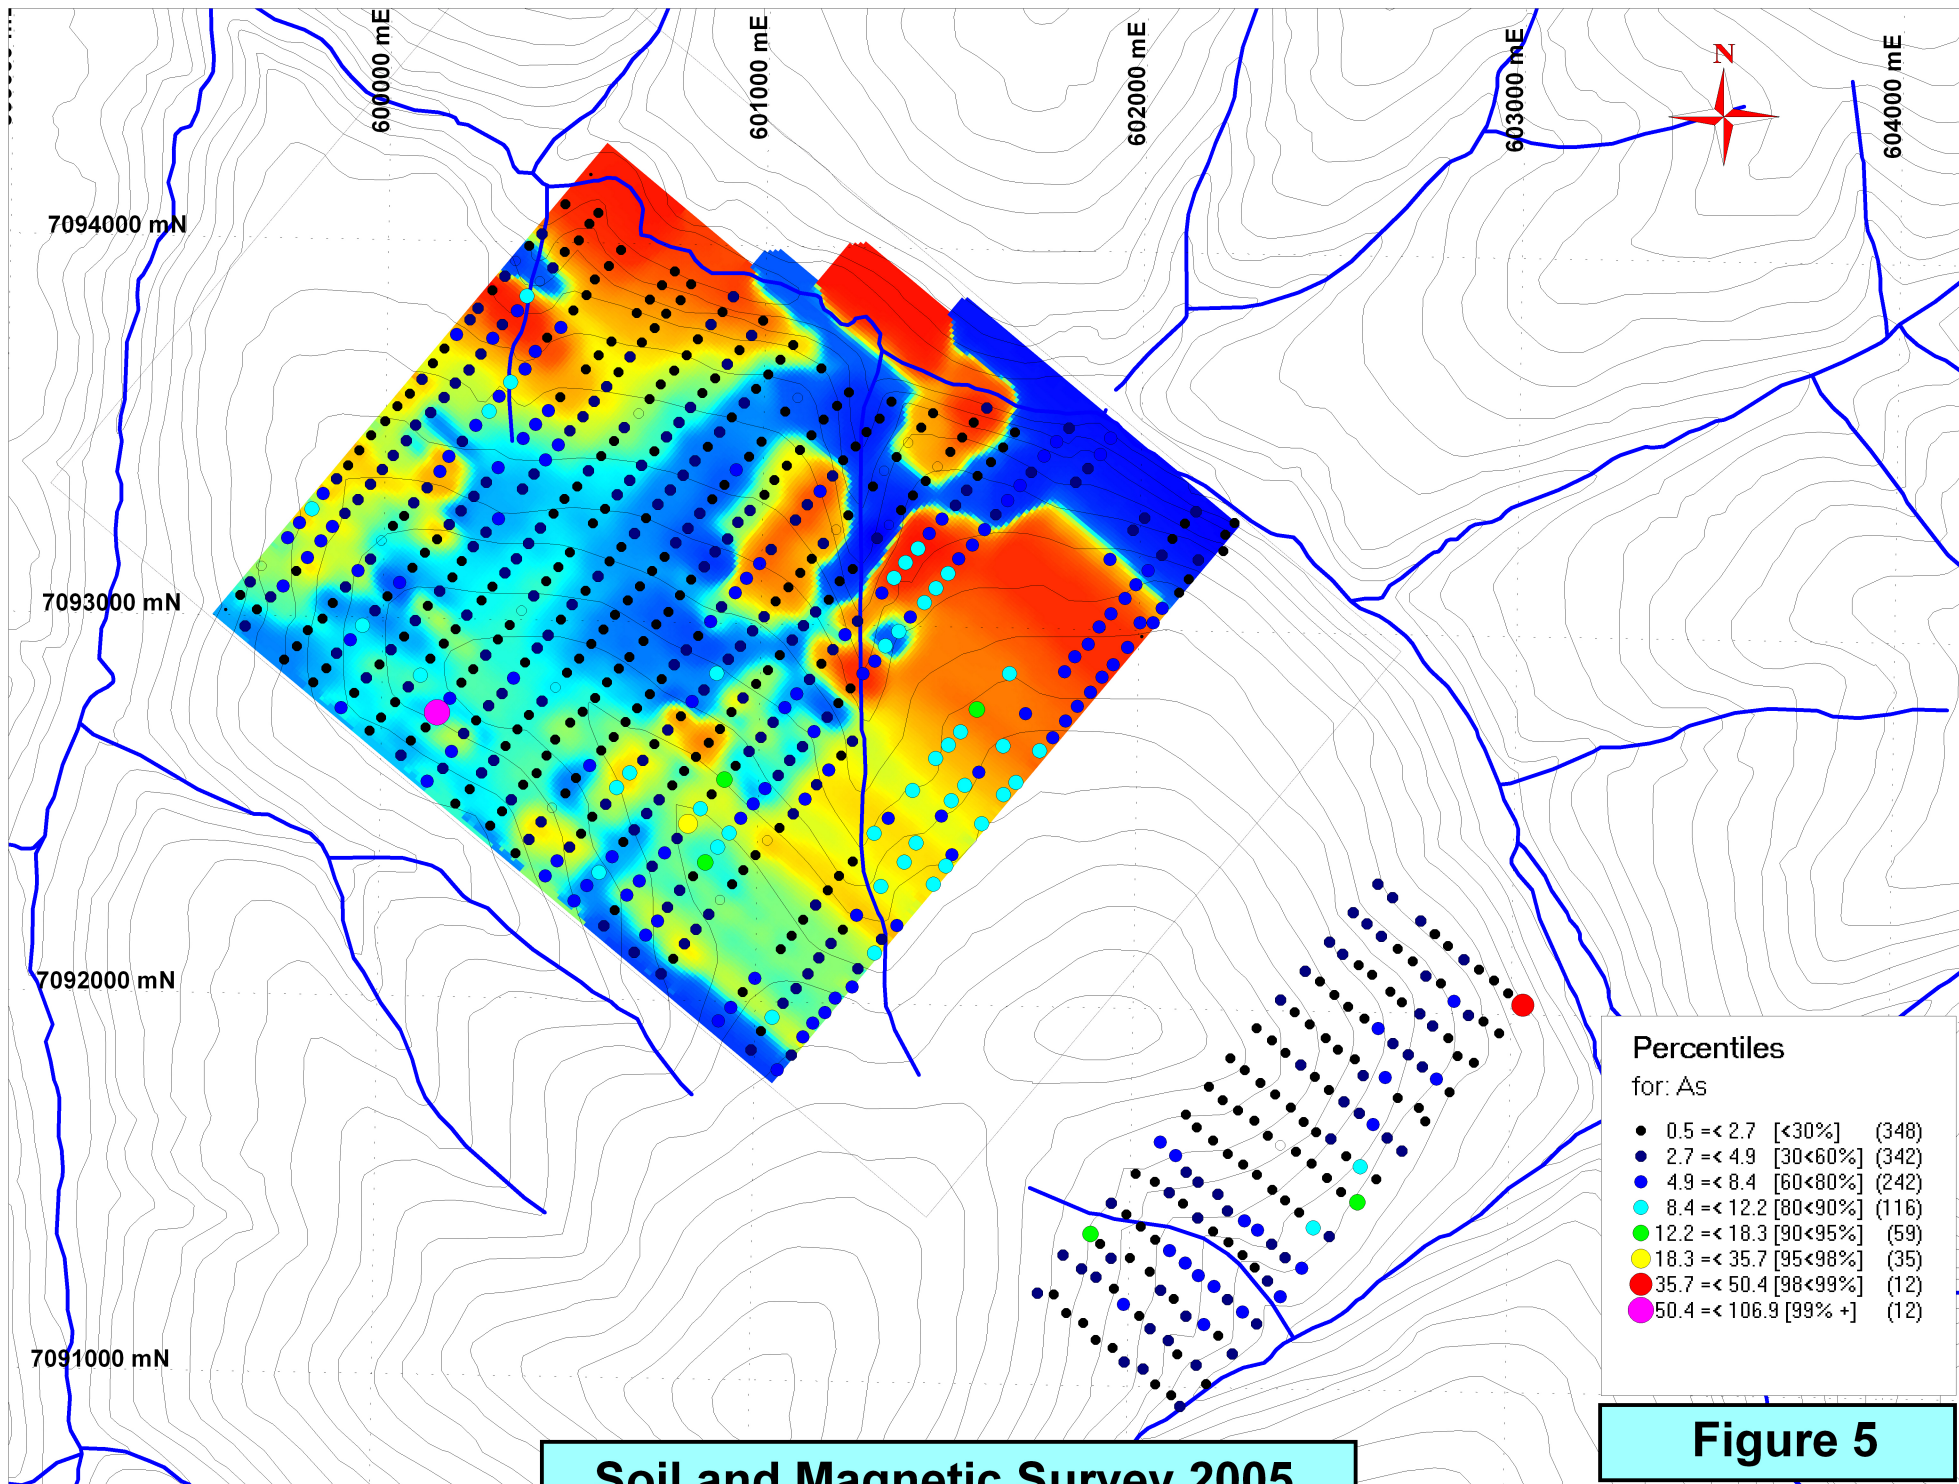 600000 mE
601000 mE
602000 mE
603000 mE
604000 mE
N
7094000 mN
7093000 mN
7092000 mN
7091000 mN
Percentiles
for: As
0.5 =< 2.7 [<30%] (348)
2.7 =< 4.9 [30<60%] (342)
4.9 =< 8.4 [60<80%] (242)
8.4 =< 12.2 [80<90%] (116)
12.2 =< 18.3 [90<95%] (59)
18.3 =< 35.7 [95<98%] (35)
35.7 =< 50.4 [98<99%] (12)
50.4 =< 106.9 [99% +] (12)
Figure 5
Soil and Magnetic Survey 2005